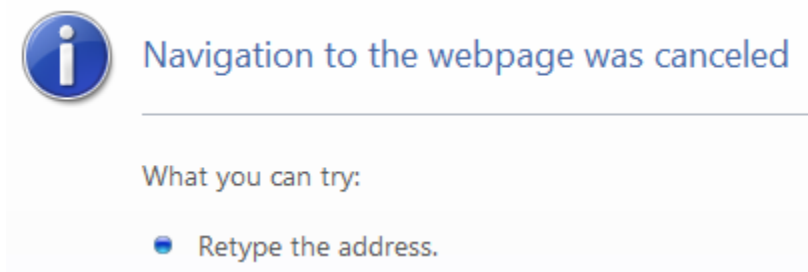 Navigation to the webpage was canceled
What you can try:
Retype the address.